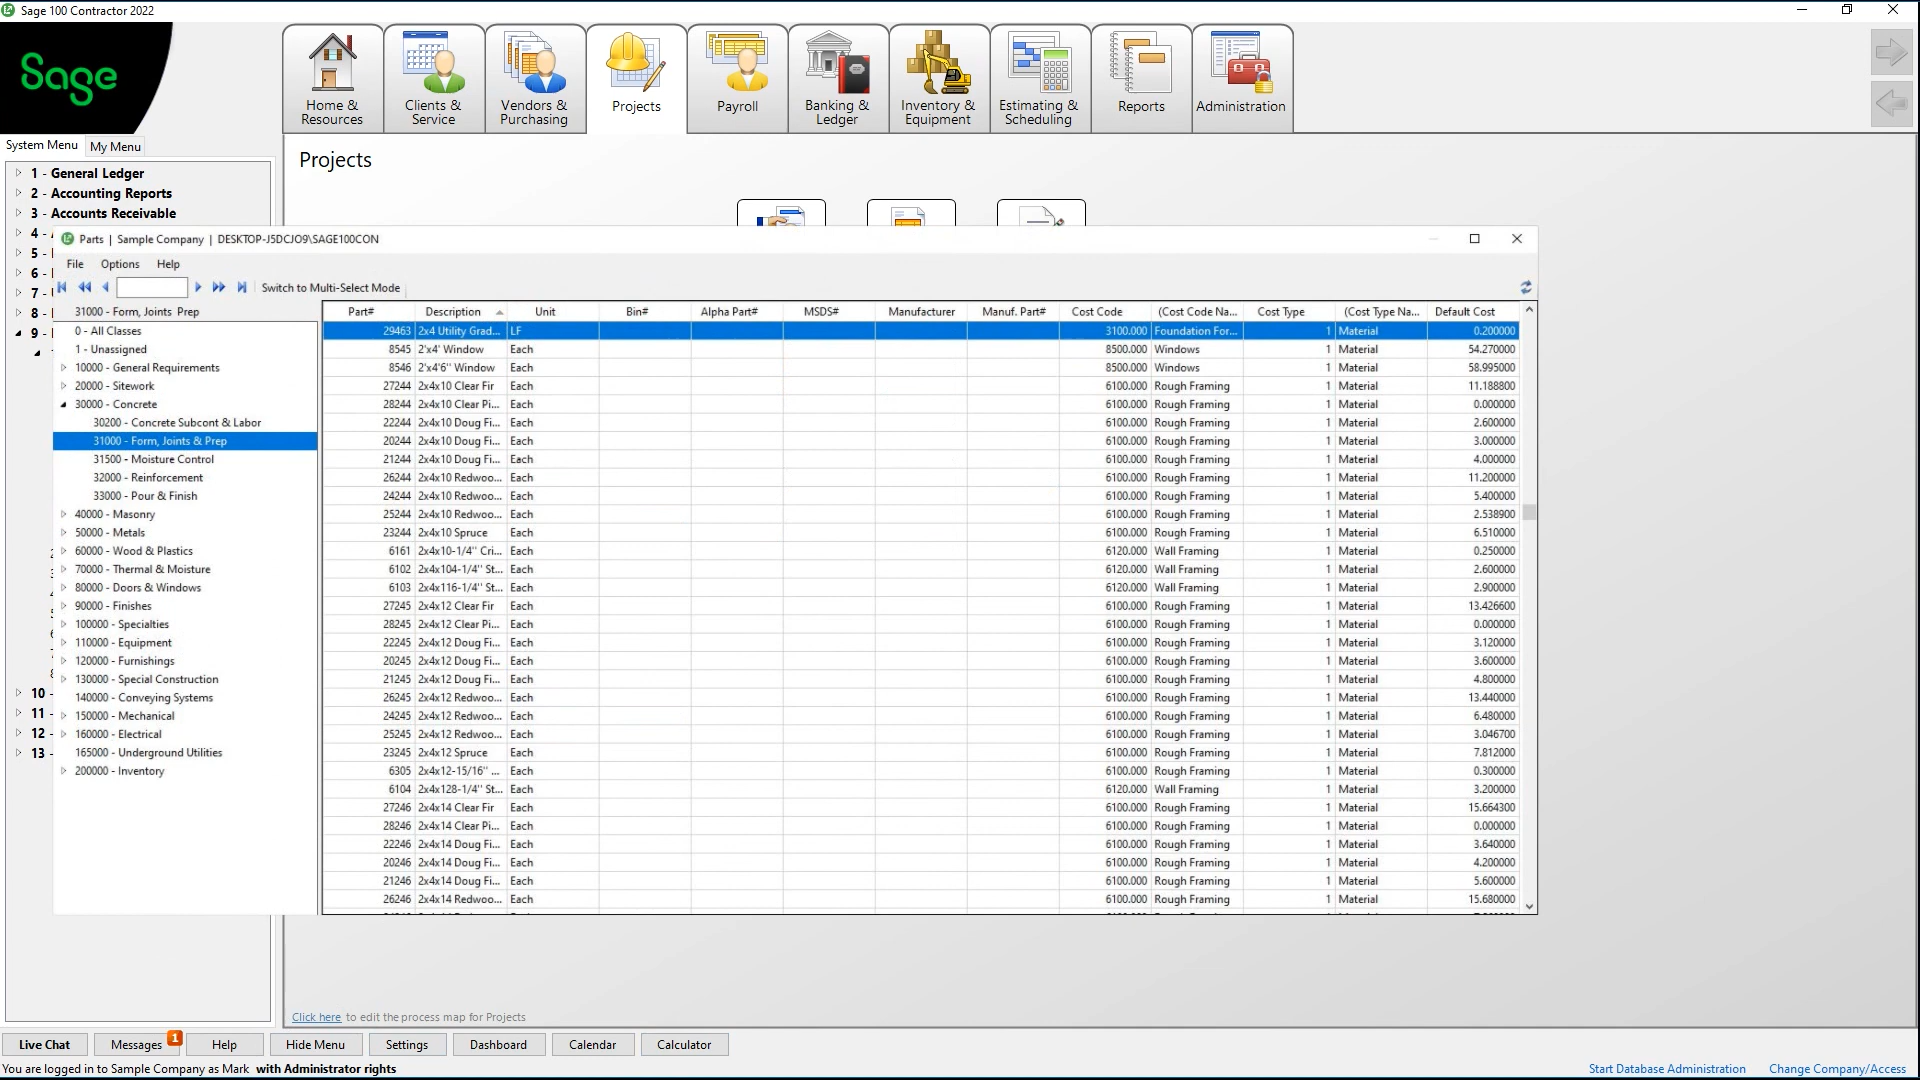 Sage 100 Contractor 2022
Sage
Home & Resources
Clients & Service
Vendors & Purchasing
Projects
Payroll
Banking & Ledger
Inventory & Equipment
Estimating & Scheduling
Reports
Administration
System Menu
My Menu
1 - General Ledger
2 - Accounting Reports
3 - Accounts Receivable
4 -
5 -
6 -
7 -
8 -
9 -
10 -
11 -
12 -
13 -
Projects
Parts | Sample Company | DESKTOP-J5DCJO9\SAGE100CON
File Options Help
Switch to Multi-Select Mode
31000 - Form, Joints Prep
0 - All Classes
1 - Unassigned
10000 - General Requirements
20000 - Sitework
30000 - Concrete
30200 - Concrete Subcont & Labor
31000 - Form, Joints & Prep
31500 - Moisture Control
32000 - Reinforcement
33000 - Pour & Finish
40000 - Masonry
50000 - Metals
60000 - Wood & Plastics
70000 - Thermal & Moisture
80000 - Doors & Windows
90000 - Finishes
100000 - Specialties
110000 - Equipment
120000 - Furnishings
130000 - Special Construction
140000 - Conveying Systems
150000 - Mechanical
160000 - Electrical
165000 - Underground Utilities
200000 - Inventory
Part# Description Unit Bin# Alpha Part# MSDS# Manufacturer Manuf. Part# Cost Code (Cost Code Na... Cost Type (Cost Type Na... Default Cost
29463 2x4 Utility Grad... LF 3100.000 Foundation For... 1 Material 0.200000
8545 2'x4' Window Each 8500.000 Windows 1 Material 54.270000
8546 2'x4'6" Window Each 8500.000 Windows 1 Material 58.995000
27244 2x4x10 Clear Fir Each 6100.000 Rough Framing 1 Material 11.188800
28244 2x4x10 Clear Pi... Each 6100.000 Rough Framing 1 Material 0.000000
22244 2x4x10 Doug Fi... Each 6100.000 Rough Framing 1 Material 2.600000
20244 2x4x10 Doug Fi... Each 6100.000 Rough Framing 1 Material 3.000000
21244 2x4x10 Doug Fi... Each 6100.000 Rough Framing 1 Material 4.000000
26244 2x4x10 Redwoo... Each 6100.000 Rough Framing 1 Material 11.200000
24244 2x4x10 Redwoo... Each 6100.000 Rough Framing 1 Material 5.400000
25244 2x4x10 Redwoo... Each 6100.000 Rough Framing 1 Material 2.538900
23244 2x4x10 Spruce Each 6100.000 Rough Framing 1 Material 6.510000
6161 2x4x10-1/4" Cri... Each 6120.000 Wall Framing 1 Material 0.250000
6102 2x4x104-1/4" St... Each 6120.000 Wall Framing 1 Material 2.600000
6103 2x4x116-1/4" St... Each 6120.000 Wall Framing 1 Material 2.900000
27245 2x4x12 Clear Fir Each 6100.000 Rough Framing 1 Material 13.426600
28245 2x4x12 Clear Pi... Each 6100.000 Rough Framing 1 Material 0.000000
22245 2x4x12 Doug Fi... Each 6100.000 Rough Framing 1 Material 3.120000
20245 2x4x12 Doug Fi... Each 6100.000 Rough Framing 1 Material 3.600000
21245 2x4x12 Doug Fi... Each 6100.000 Rough Framing 1 Material 4.800000
26245 2x4x12 Redwoo... Each 6100.000 Rough Framing 1 Material 13.440000
24245 2x4x12 Redwoo... Each 6100.000 Rough Framing 1 Material 6.480000
25245 2x4x12 Redwoo... Each 6100.000 Rough Framing 1 Material 3.046700
23245 2x4x12 Spruce Each 6100.000 Rough Framing 1 Material 7.812000
6305 2x4x12-15/16" ... Each 6100.000 Rough Framing 1 Material 0.300000
6104 2x4x128-1/4" St... Each 6120.000 Wall Framing 1 Material 3.200000
27246 2x4x14 Clear Fir Each 6100.000 Rough Framing 1 Material 15.664300
28246 2x4x14 Clear Pi... Each 6100.000 Rough Framing 1 Material 0.000000
22246 2x4x14 Doug Fi... Each 6100.000 Rough Framing 1 Material 3.640000
20246 2x4x14 Doug Fi... Each 6100.000 Rough Framing 1 Material 4.200000
21246 2x4x14 Doug Fi... Each 6100.000 Rough Framing 1 Material 5.600000
26246 2x4x14 Redwoo... Each 6100.000 Rough Framing 1 Material 15.680000
Click here to edit the process map for Projects
Live Chat Messages 1 Help Hide Menu Settings Dashboard Calendar Calculator
You are logged in to Sample Company as Mark with Administrator rights
Start Database Administration Change Company/Access